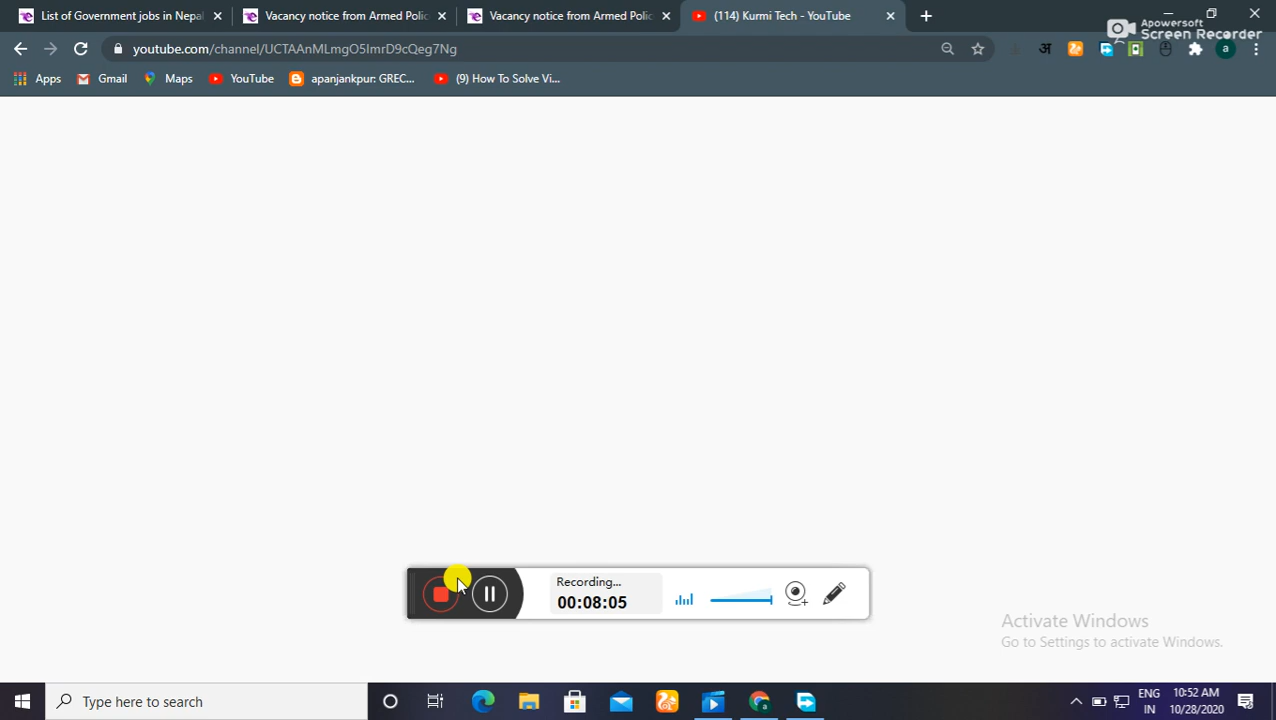 List of Government jobs in Nepal
Vacancy notice from Armed Polic
Vacancy notice from Armed Polic
(114) Kurmi Tech - YouTube
Apowersoft
Screen Recorder
youtube.com/channel/UCTAAnMLmgO5ImrD9cQeg7Ng
अ
a
Apps
Gmail
Maps
YouTube
apanjankpur: GREC...
(9) How To Solve Vi...
Recording...
00:08:05
Activate Windows
Go to Settings to activate Windows.
Type here to search
a
ENG
IN
10:52 AM
10/28/2020